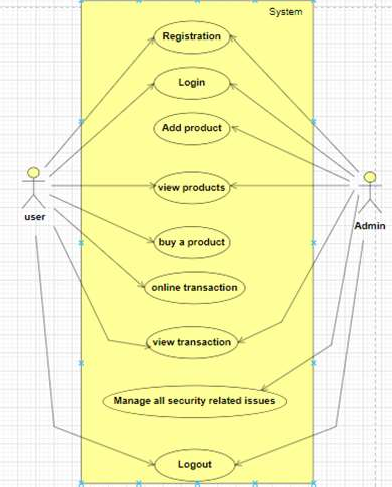 System
Registration
Login
Add product
view products
user
Admin
buy a product
online transaction
view transaction
Manage all security related issues
Logout